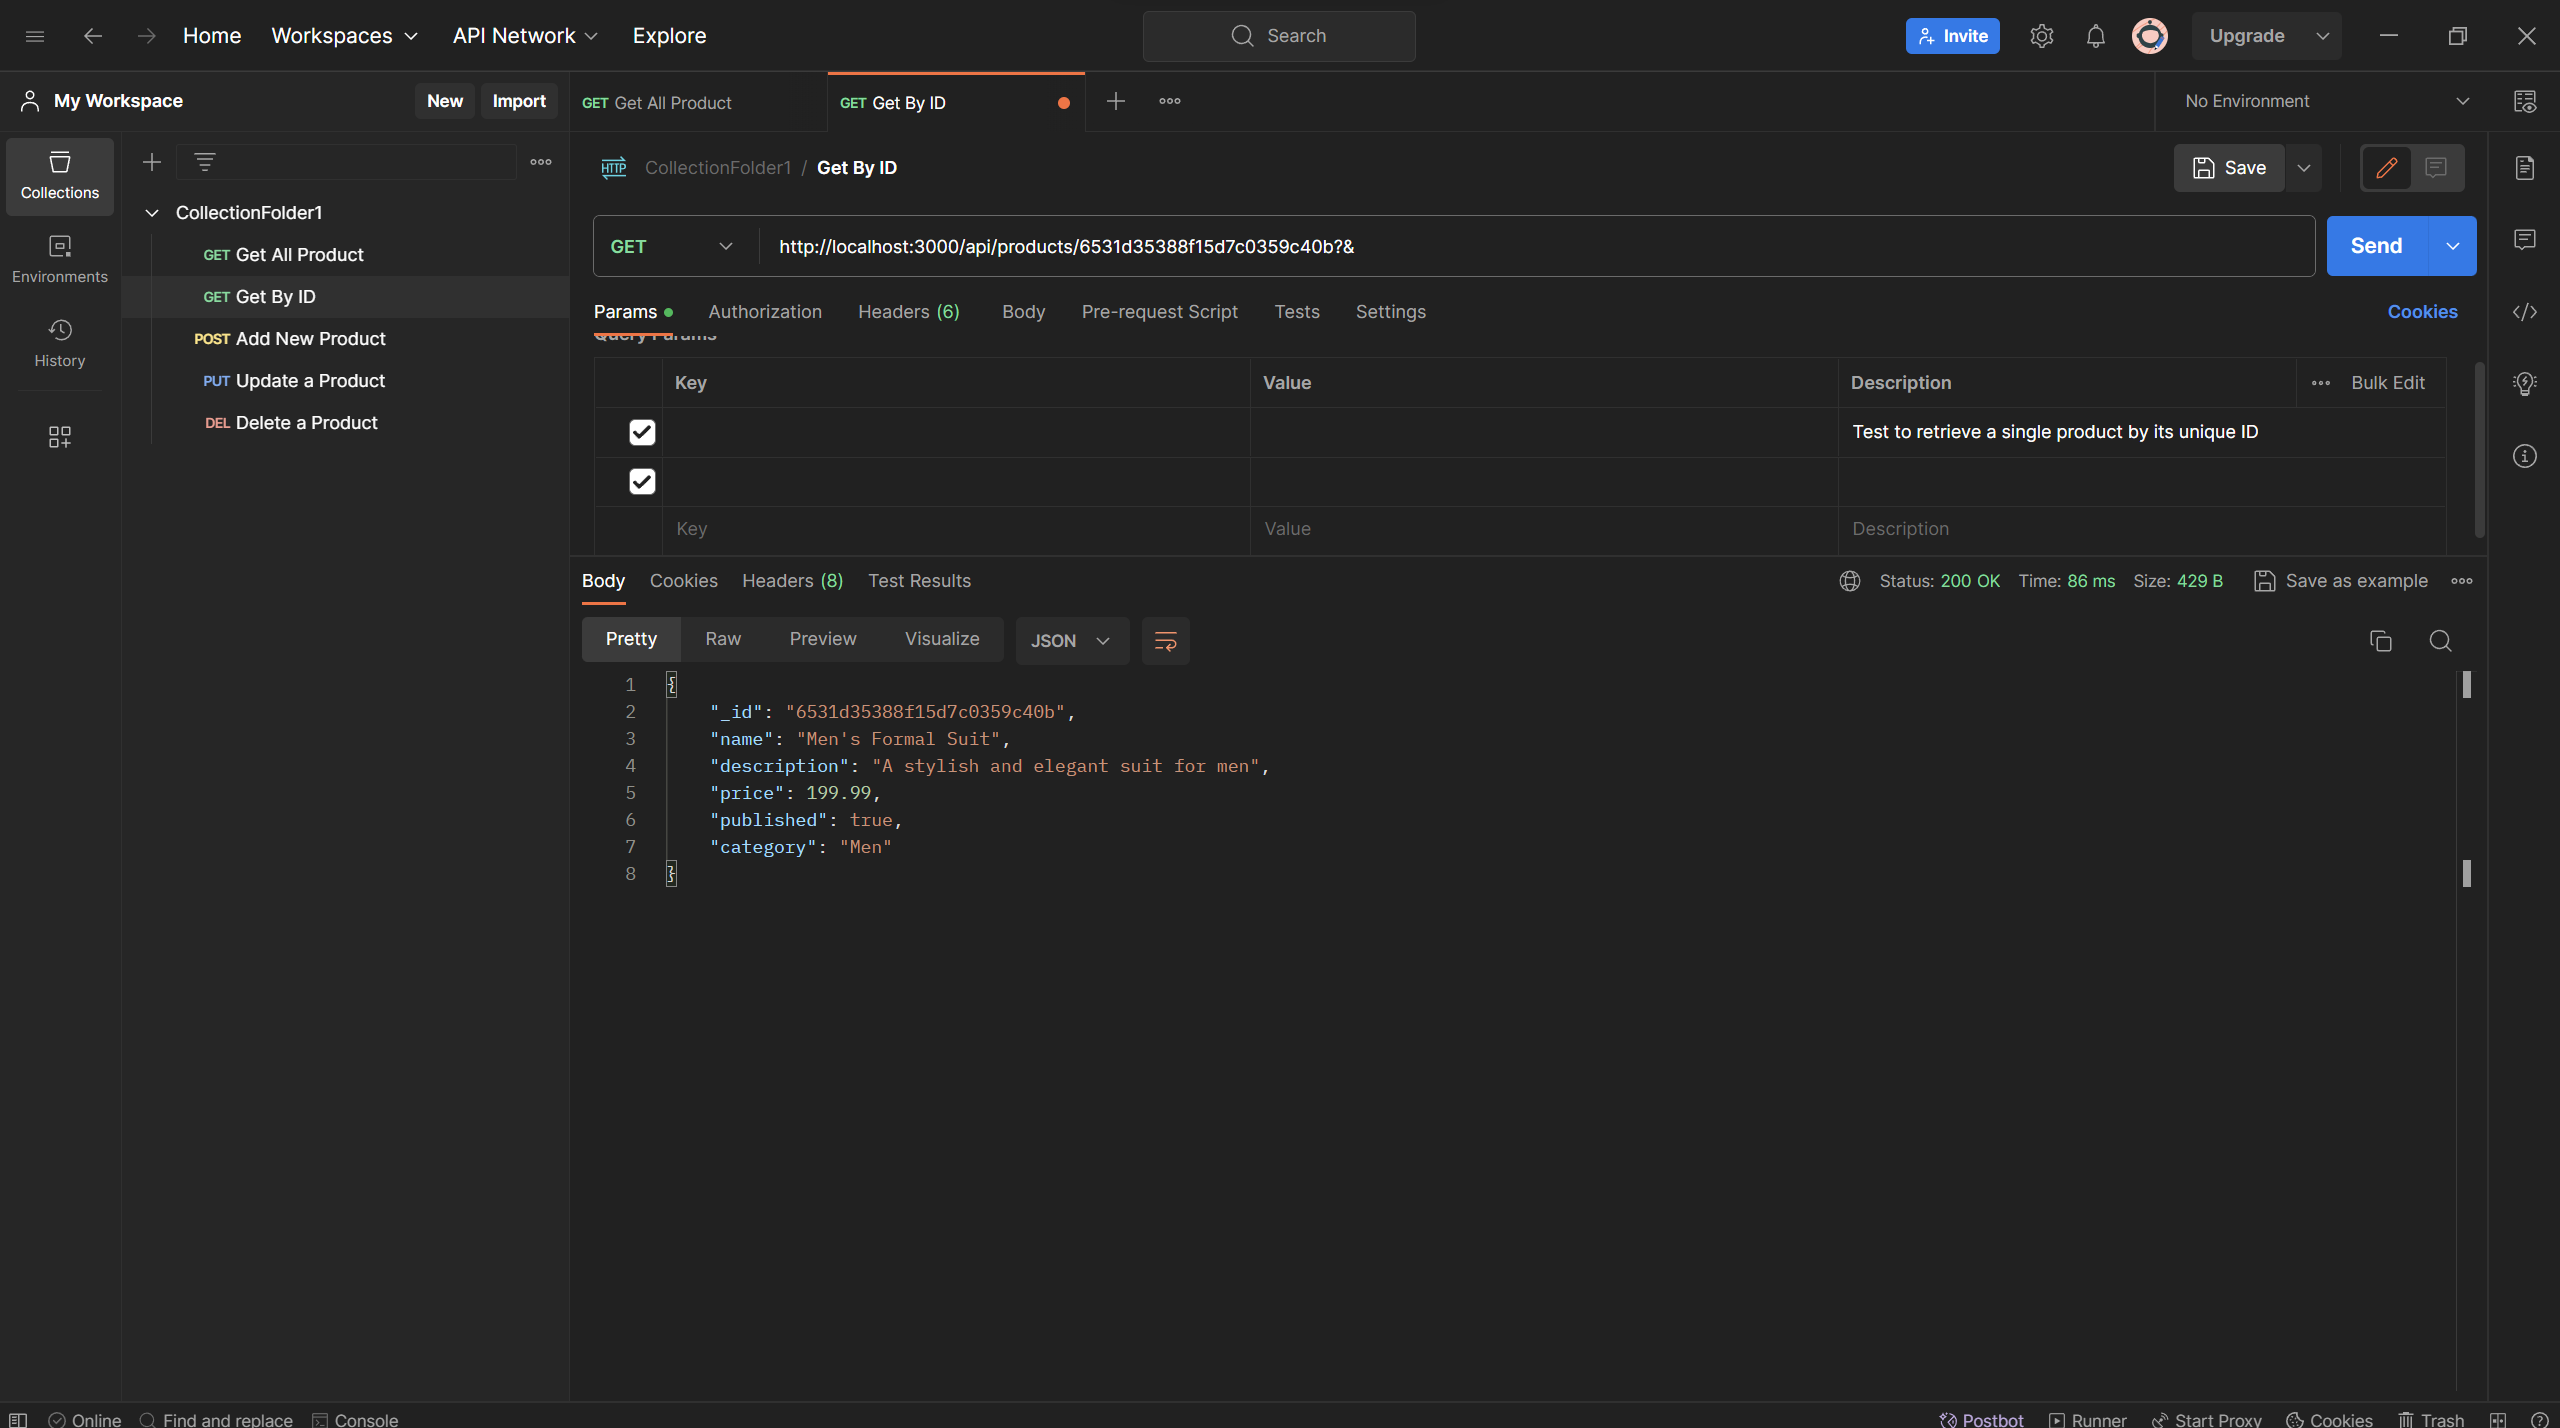 Home Workspaces API Network Explore Search Invite Upgrade
My Workspace New Import GET Get All Product GET Get By ID No Environment
Collections
Environments
History
CollectionFolder1
GET Get All Product
GET Get By ID
POST Add New Product
PUT Update a Product
DEL Delete a Product
HTTP CollectionFolder1 / Get By ID Save
GET http://localhost:3000/api/products/6531d35388f15d7c0359c40b?& Send
Params Authorization Headers (6) Body Pre-request Script Tests Settings Cookies
Query Params
Key Value Description Bulk Edit
Test to retrieve a single product by its unique ID
Key Value Description
Body Cookies Headers (8) Test Results Status: 200 OK Time: 86 ms Size: 429 B Save as example
Pretty Raw Preview Visualize JSON
1 {
2 "_id": "6531d35388f15d7c0359c40b",
3 "name": "Men's Formal Suit",
4 "description": "A stylish and elegant suit for men",
5 "price": 199.99,
6 "published": true,
7 "category": "Men"
8 }
Online Find and replace Console Postbot Runner Start Proxy Cookies Trash